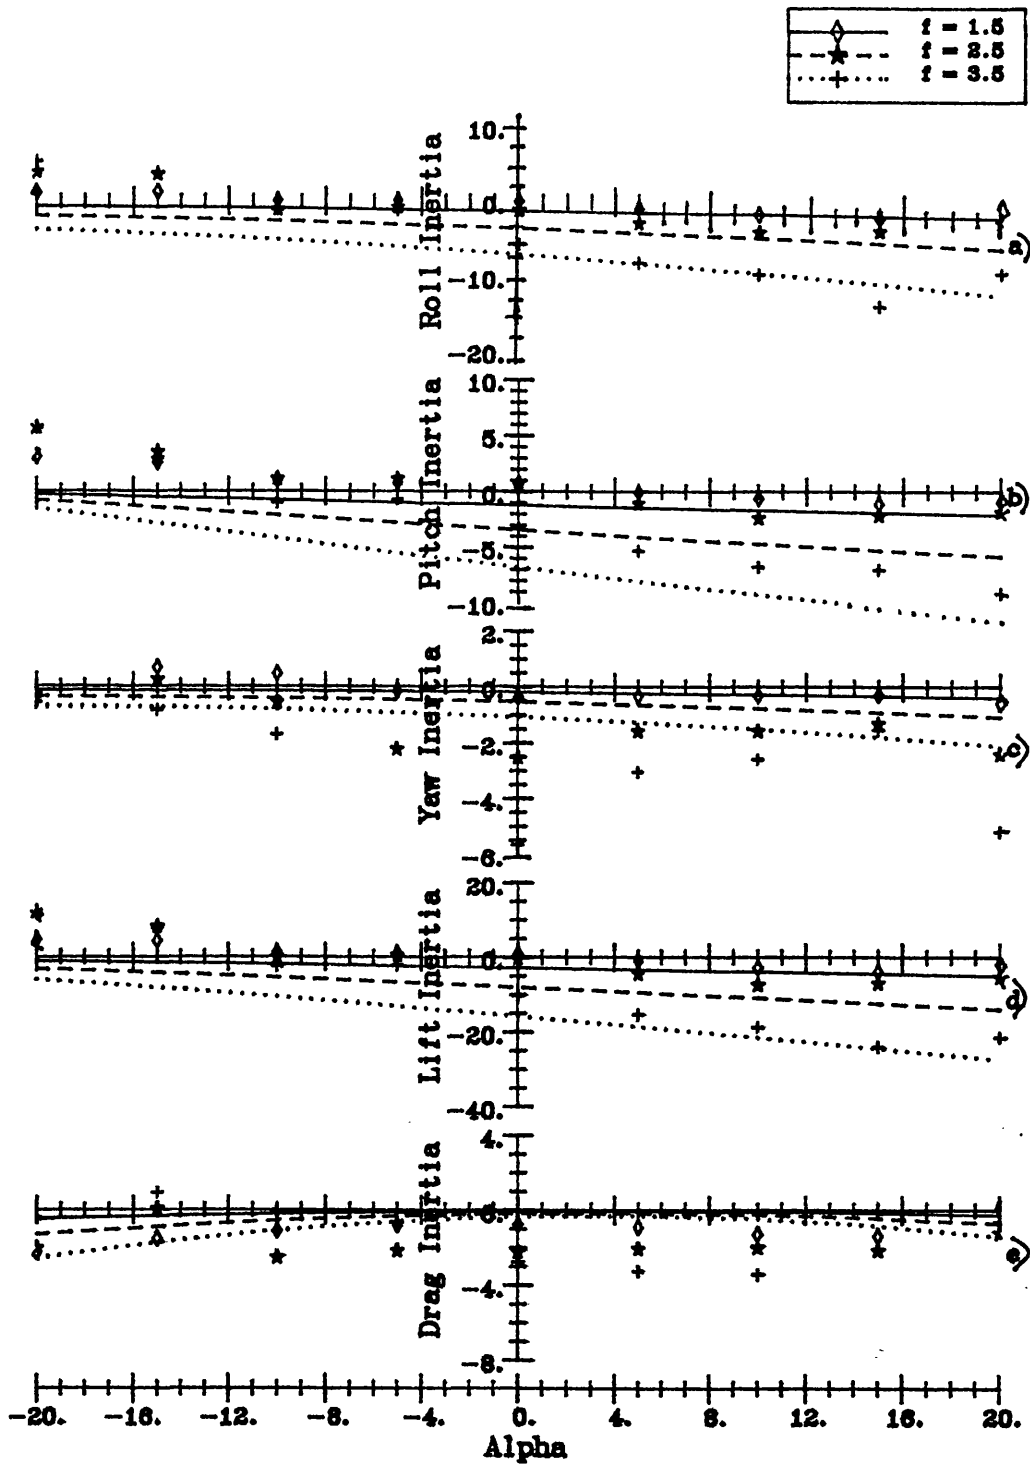 f = 1.5
f = 2.5
f = 3.5
Roll Inertia
10.
0.
-10.
-20.
a)
Pitch Inertia
10.
5.
0.
-5.
-10.
b)
Yaw Inertia
2.
0.
-2.
-4.
-6.
c)
Lift Inertia
20.
0.
-20.
-40.
d)
Drag Inertia
4.
0.
-4.
-8.
e)
-20. -16. -12. -8. -4. 0. 4. 8. 12. 16. 20.
Alpha